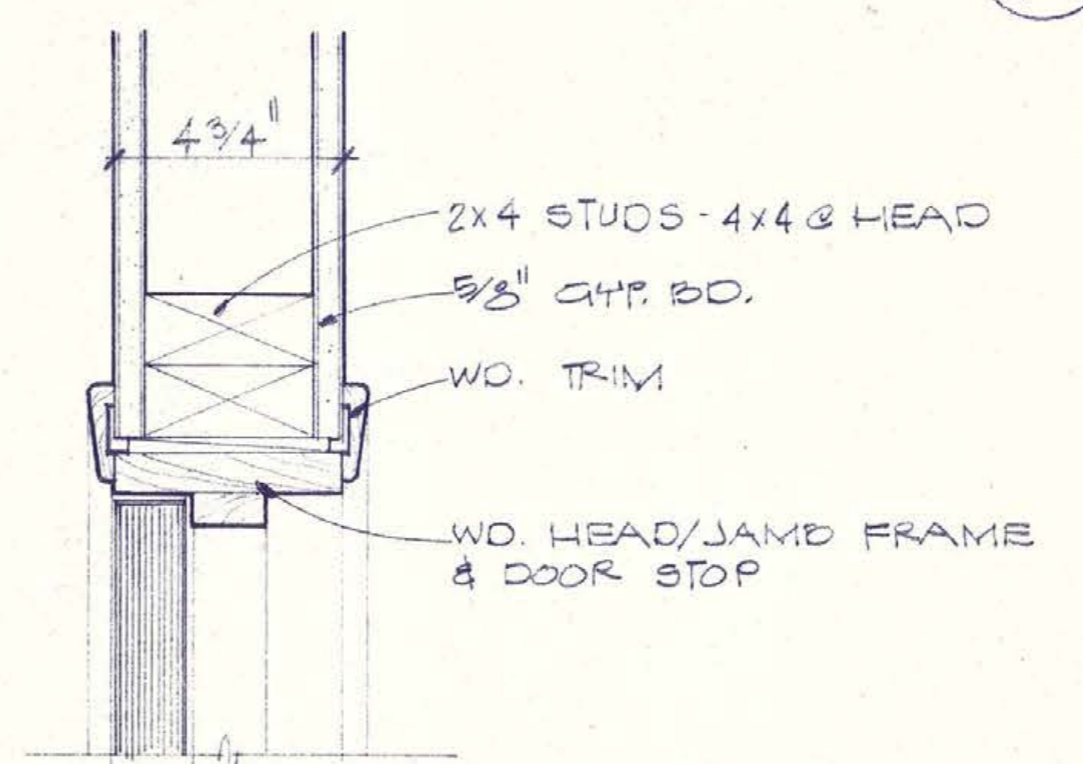 4 3/4"
2x4 STUDS - 4x4 @ HEAD
5/8" GYP. BD.
WD. TRIM
WD. HEAD/JAMB FRAME
& DOOR STOP